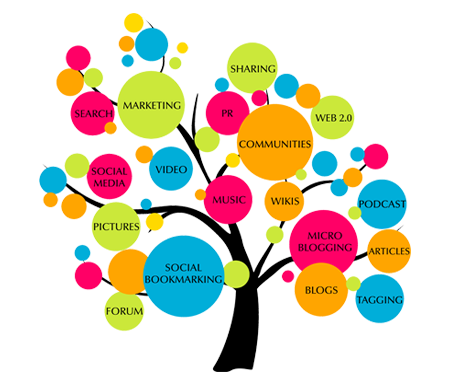 SHARING
MARKETING
SEARCH
PR
WEB 2.0
COMMUNITIES
SOCIAL
MEDIA
VIDEO
MUSIC
WIKIS
PODCAST
PICTURES
MICRO
BLOGGING
ARTICLES
SOCIAL
BOOKMARKING
BLOGS
TAGGING
FORUM